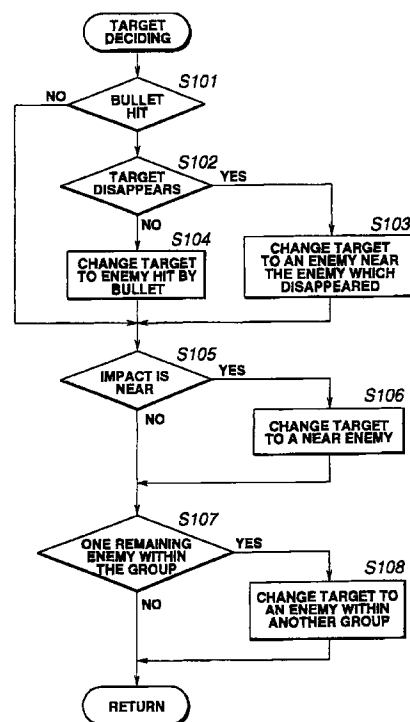 TARGET
DECIDING
S101
NO
BULLET
HIT
S102
TARGET
DISAPPEARS
YES
NO
S103
S104
CHANGE TARGET
TO ENEMY HIT BY
BULLET
CHANGE TARGET
TO AN ENEMY NEAR
THE ENEMY WHICH
DISAPPEARED
S105
IMPACT IS
NEAR
YES
NO
S106
CHANGE TARGET
TO A NEAR ENEMY
S107
ONE REMAINING
ENEMY WITHIN
THE GROUP
YES
NO
S108
CHANGE TARGET TO
AN ENEMY WITHIN
ANOTHER GROUP
RETURN